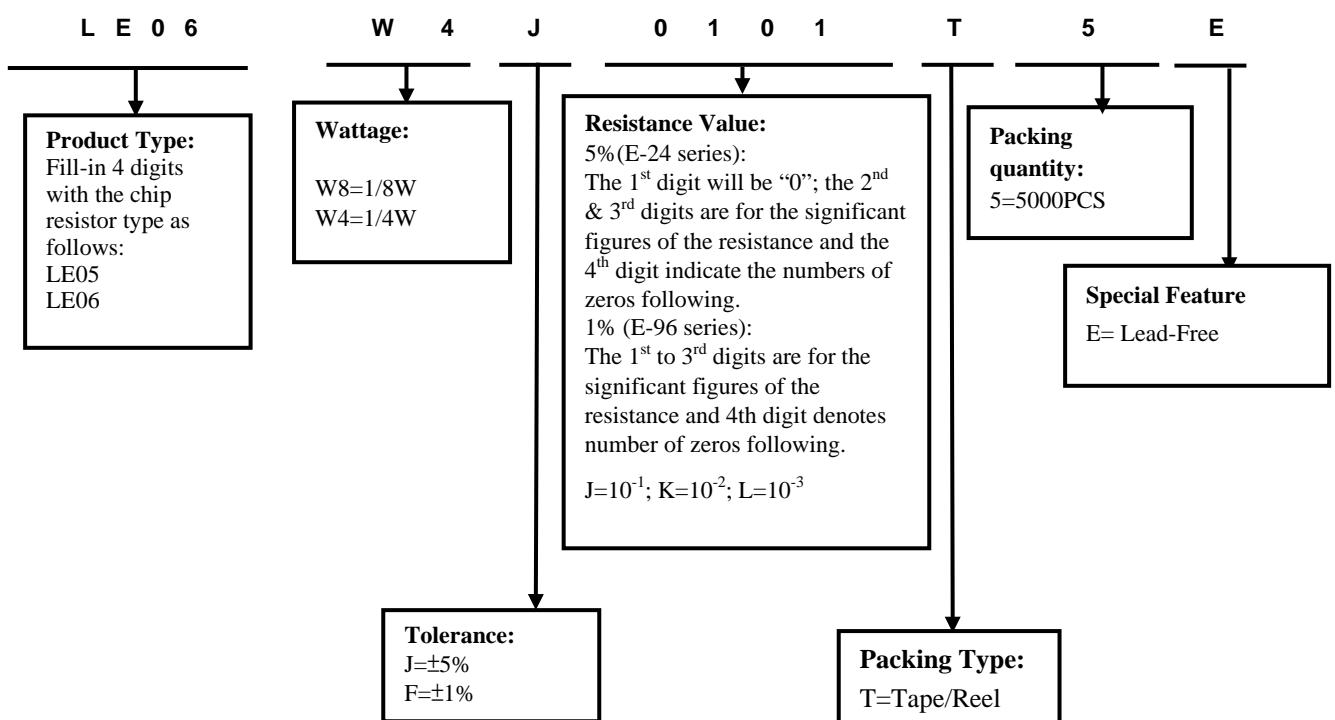 L E 0 6 W 4 J 0 1 0 1 T 5 E
Product Type:
Fill-in 4 digits
with the chip
resistor type as
follows:
LE05
LE06
Wattage:
W8=1/8W
W4=1/4W
Resistance Value:
5%(E-24 series):
The 1st digit will be “0”; the 2nd
& 3rd digits are for the significant
figures of the resistance and the
4th digit indicate the numbers of
zeros following.
1% (E-96 series):
The 1st to 3rd digits are for the
significant figures of the
resistance and 4th digit denotes
number of zeros following.
J=10-1; K=10-2; L=10-3
Packing
quantity:
5=5000PCS
Special Feature
E= Lead-Free
Tolerance:
J=±5%
F=±1%
Packing Type:
T=Tape/Reel